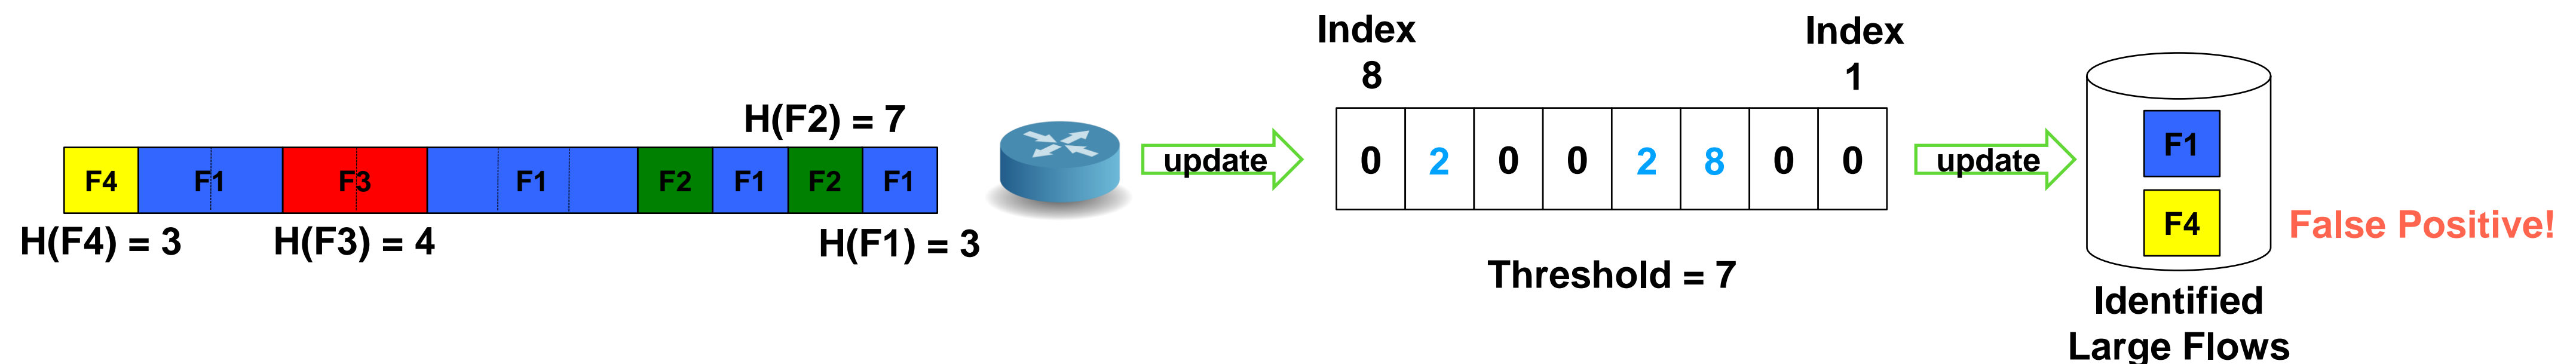 F4 F1 F3 F1 F2 F1 F2 F1
H(F2) = 7
H(F4) = 3
H(F3) = 4
H(F1) = 3
update
Index
8
Index
1
0 2 0 0 2 8 0 0
Threshold = 7
update
F1
F4
False Positive!
Identified
Large Flows